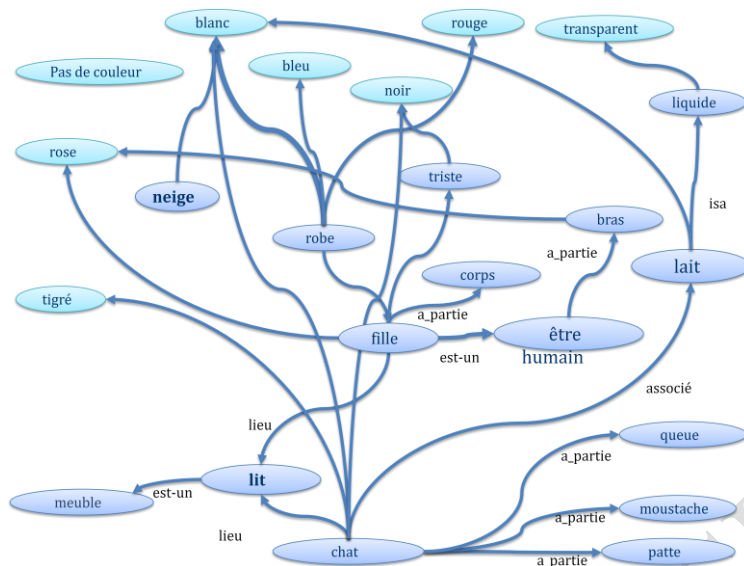 blanc
rouge
transparent
Pas de couleur
bleu
noir
liquide
rose
triste
neige
isa
robe
bras
a_partie
corps
lait
tigré
a_partie
fille
être
est-un
humain
associé
lieu
queue
a_partie
lit
est-un
meuble
moustache
a_partie
lieu
chat
patte
a_partie